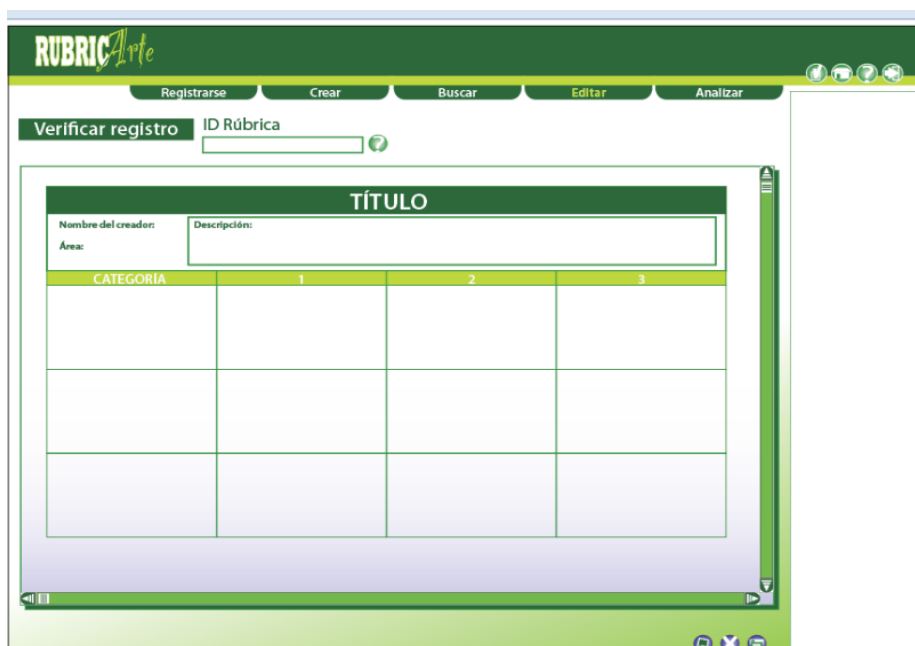 RUBRICArte
Registrarse Crear Buscar Editar Analizar
Verificar registro
ID Rúbrica
TÍTULO
Nombre del creador:
Descripción:
Área:
CATEGORÍA 1 2 3